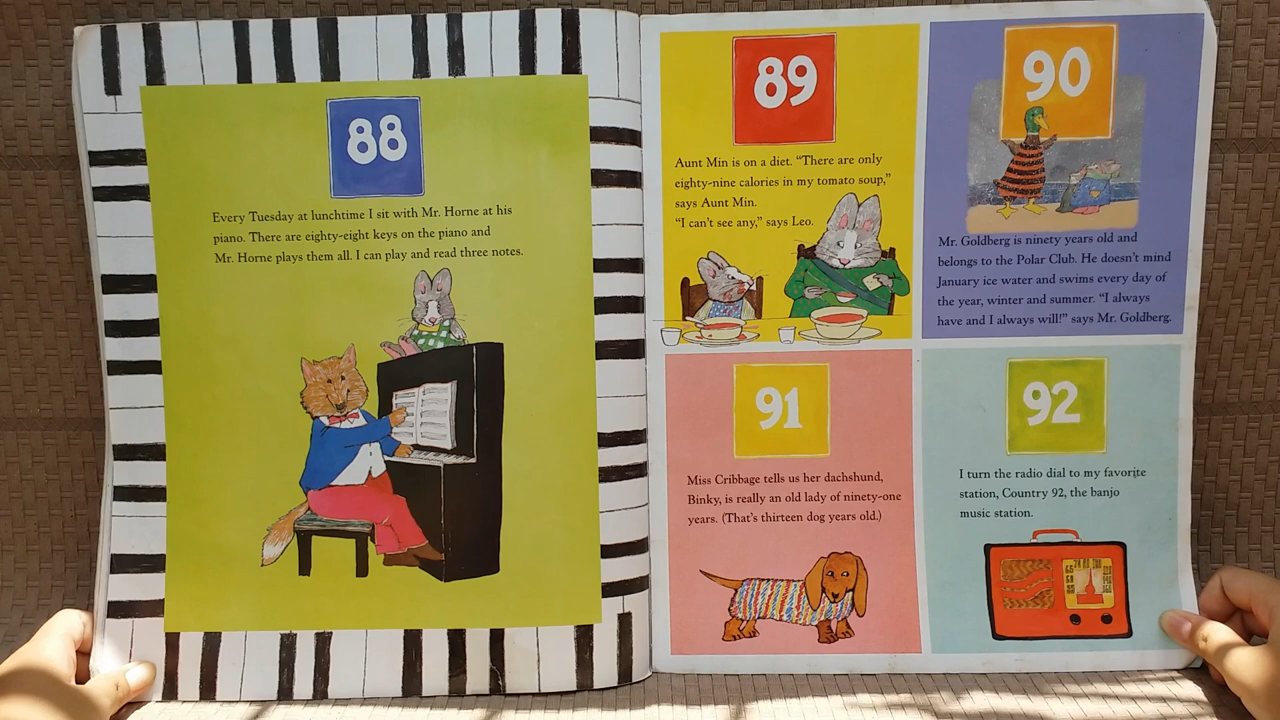 88
Every Tuesday at lunchtime I sit with Mr. Horne at his
piano. There are eighty-eight keys on the piano and
Mr. Horne plays them all. I can play and read three notes.
89
Aunt Min is on a diet. “There are only
eighty-nine calories in my tomato soup,”
says Aunt Min.
“I can't see any,” says Leo.
90
Mr. Goldberg is ninety years old and
belongs to the Polar Club. He doesn't mind
January ice water and swims every day of
the year, winter and summer. “I always
have and I always will!” says Mr. Goldberg.
91
Miss Cribbage tells us her dachshund,
Binky, is really an old lady of ninety-one
years. (That's thirteen dog years old.)
92
I turn the radio dial to my favorite
station, Country 92, the banjo
music station.